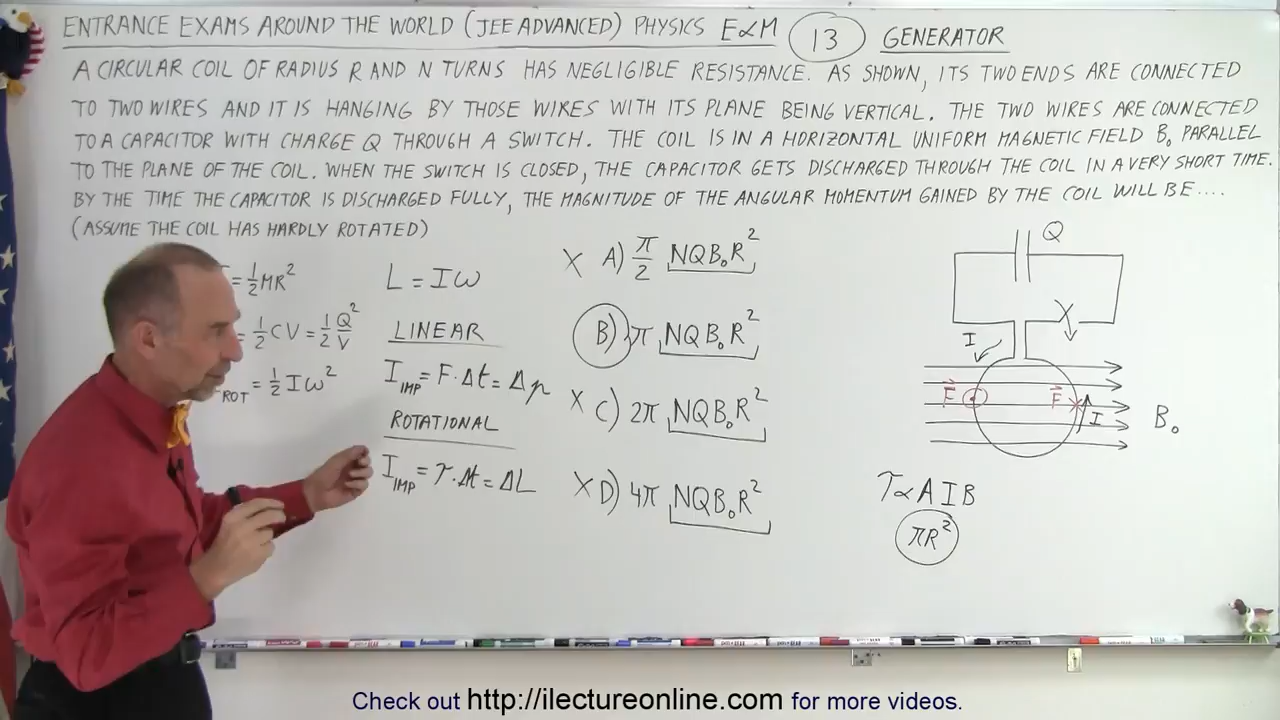 ENTRANCE EXAMS AROUND THE WORLD (JEE ADVANCED) PHYSICS E∝M 13 GENERATOR
A CIRCULAR COIL OF RADIUS R AND N TURNS HAS NEGLIGIBLE RESISTANCE. AS SHOWN, ITS TWO ENDS ARE CONNECTED
TO TWO WIRES AND IT IS HANGING BY THOSE WIRES WITH ITS PLANE BEING VERTICAL. THE TWO WIRES ARE CONNECTED
TO A CAPACITOR WITH CHARGE Q THROUGH A SWITCH. THE COIL IS IN A HORIZONTAL UNIFORM MAGNETIC FIELD B₀ PARALLEL
TO THE PLANE OF THE COIL. WHEN THE SWITCH IS CLOSED, THE CAPACITOR GETS DISCHARGED THROUGH THE COIL IN A VERY SHORT TIME.
BY THE TIME THE CAPACITOR IS DISCHARGED FULLY, THE MAGNITUDE OF THE ANGULAR MOMENTUM GAINED BY THE COIL WILL BE....
(ASSUME THE COIL HAS HARDLY ROTATED)
= ½MR²
= ½CV = ½Q²/V
ROT = ½Iω²
L = Iω
LINEAR
I_IMP = F·Δt = Δp
ROTATIONAL
I_IMP = τ·Δt = ΔL
X A) π/2 NQB₀R²
B) π NQB₀R²
X C) 2π NQB₀R²
X D) 4π NQB₀R²
Q
I
F
F
I
B₀
τ∝AIB
πR²
Check out http://ilectureonline.com for more videos.